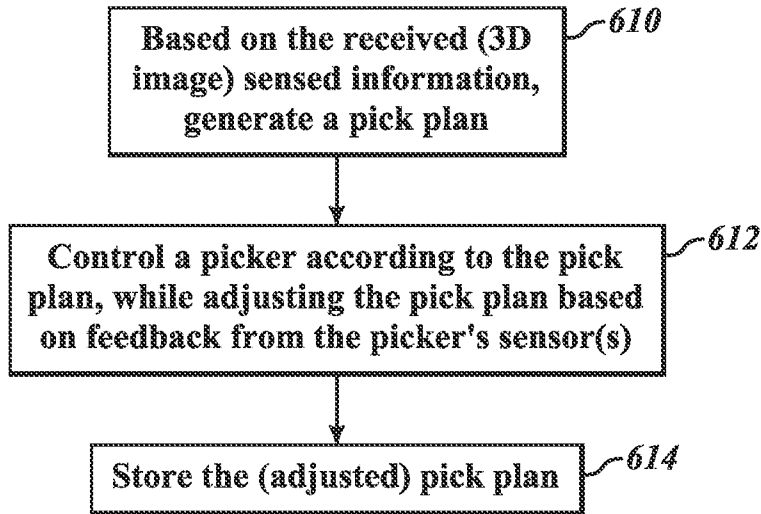 Based on the received (3D
image) sensed information,
generate a pick plan
610
Control a picker according to the pick
plan, while adjusting the pick plan based
on feedback from the picker's sensor(s)
612
Store the (adjusted) pick plan
614